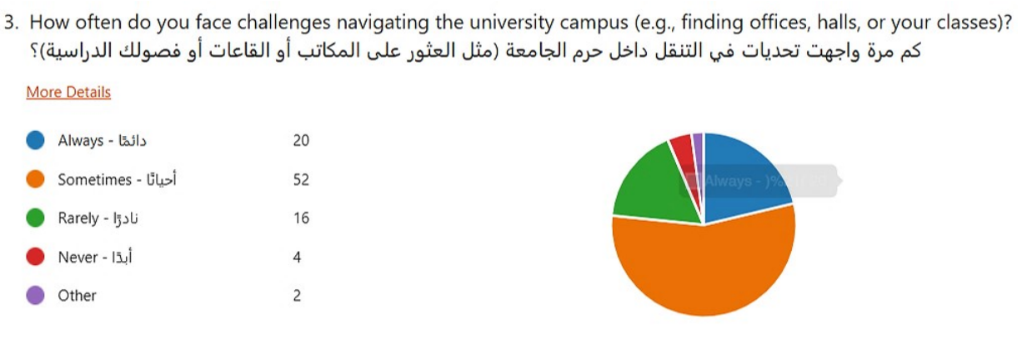 3. How often do you face challenges navigating the university campus (e.g., finding offices, halls, or your classes)?
كم مرة واجهت تحديات في التنقل داخل حرم الجامعة (مثل العثور على المكاتب أو القاعات أو فصولك الدراسية)؟
More Details
Always - دائمًا 20
Sometimes - أحيانًا 52
Rarely - نادرًا 16
Never - أبدًا 4
Other 2
Always -